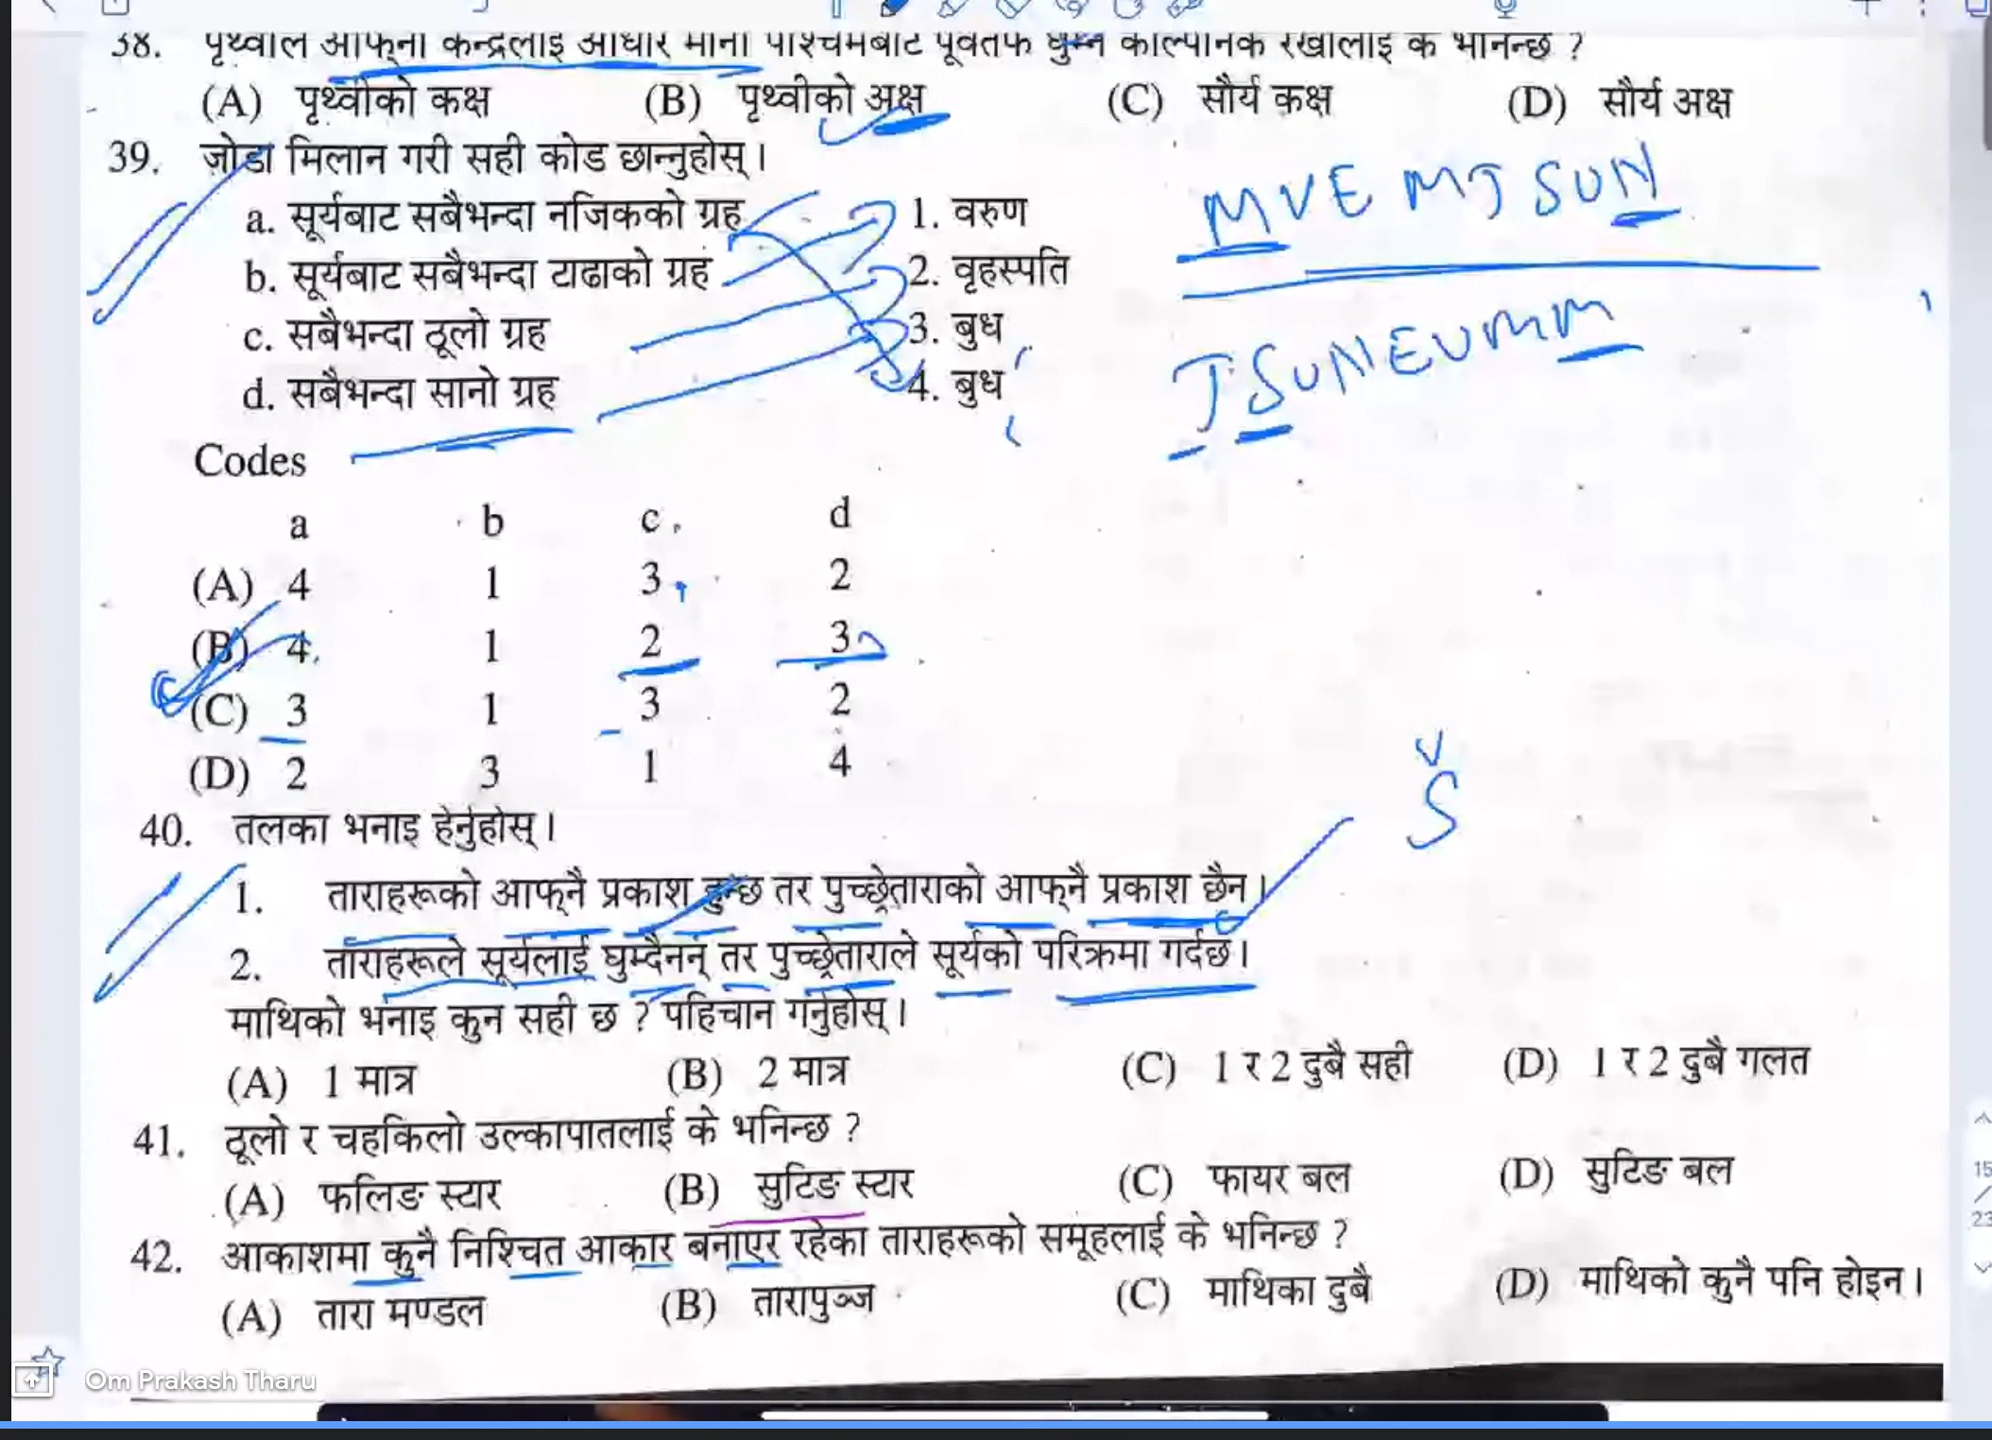 38. पृथ्वीले आफ्नो केन्द्रलाई आधार मानी पश्चिमबाट पूर्वतर्फ घुम्ने काल्पनिक रेखालाई के भनिन्छ ?
(A) पृथ्वीको कक्ष (B) पृथ्वीको अक्ष (C) सौर्य कक्ष (D) सौर्य अक्ष
39. जोडा मिलान गरी सही कोड छान्नुहोस् ।
MVEMJSUN
a. सूर्यबाट सबैभन्दा नजिकको ग्रह 1. वरुण
b. सूर्यबाट सबैभन्दा टाढाको ग्रह 2. वृहस्पति
c. सबैभन्दा ठूलो ग्रह 3. बुध
JSUNEVMM
d. सबैभन्दा सानो ग्रह 4. बुध
Codes
a b c d
(A) 4 1 3 2
(B) 4 1 2 3
(C) 3 1 3 2
(D) 2 3 1 4
40. तलका भनाइ हेर्नुहोस् ।
1. ताराहरूको आफ्नै प्रकाश हुन्छ तर पुच्छ्रेताराको आफ्नै प्रकाश छैन ।
2. ताराहरूले सूर्यलाई घुम्दैनन् तर पुच्छ्रेताराले सूर्यको परिक्रमा गर्दछ ।
माथिको भनाइ कुन सही छ ? पहिचान गर्नुहोस् ।
(A) 1 मात्र (B) 2 मात्र (C) 1 र 2 दुबै सही (D) 1 र 2 दुबै गलत
41. ठूलो र चहकिलो उल्कापातलाई के भनिन्छ ?
(A) फलिङ स्टार (B) सुटिङ स्टार (C) फायर बल (D) सुटिङ बल
42. आकाशमा कुनै निश्चित आकार बनाएर रहेका ताराहरूको समूहलाई के भनिन्छ ?
(A) तारा मण्डल (B) तारापुञ्ज (C) माथिका दुबै (D) माथिको कुनै पनि होइन ।
Om Prakash Tharu